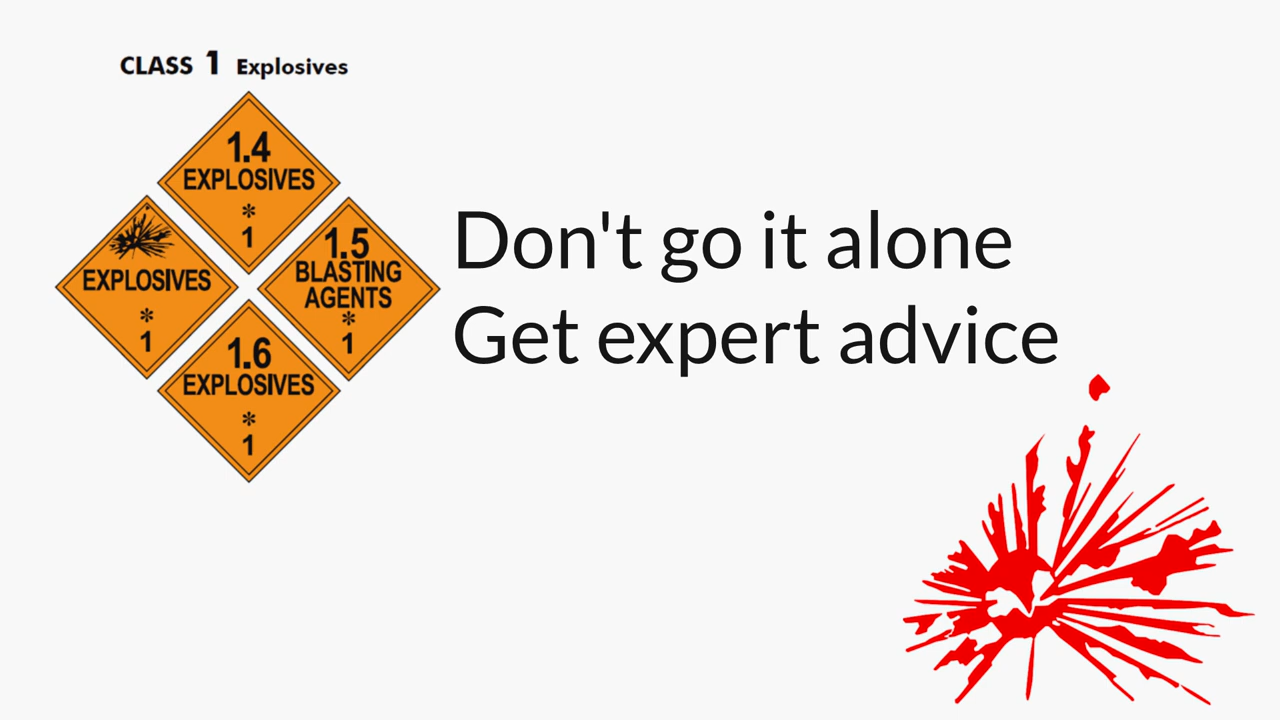 CLASS 1 Explosives
1.4
EXPLOSIVES
*
1
EXPLOSIVES
*
1
1.5
BLASTING
AGENTS
*
1
1.6
EXPLOSIVES
*
1
Don't go it alone
Get expert advice